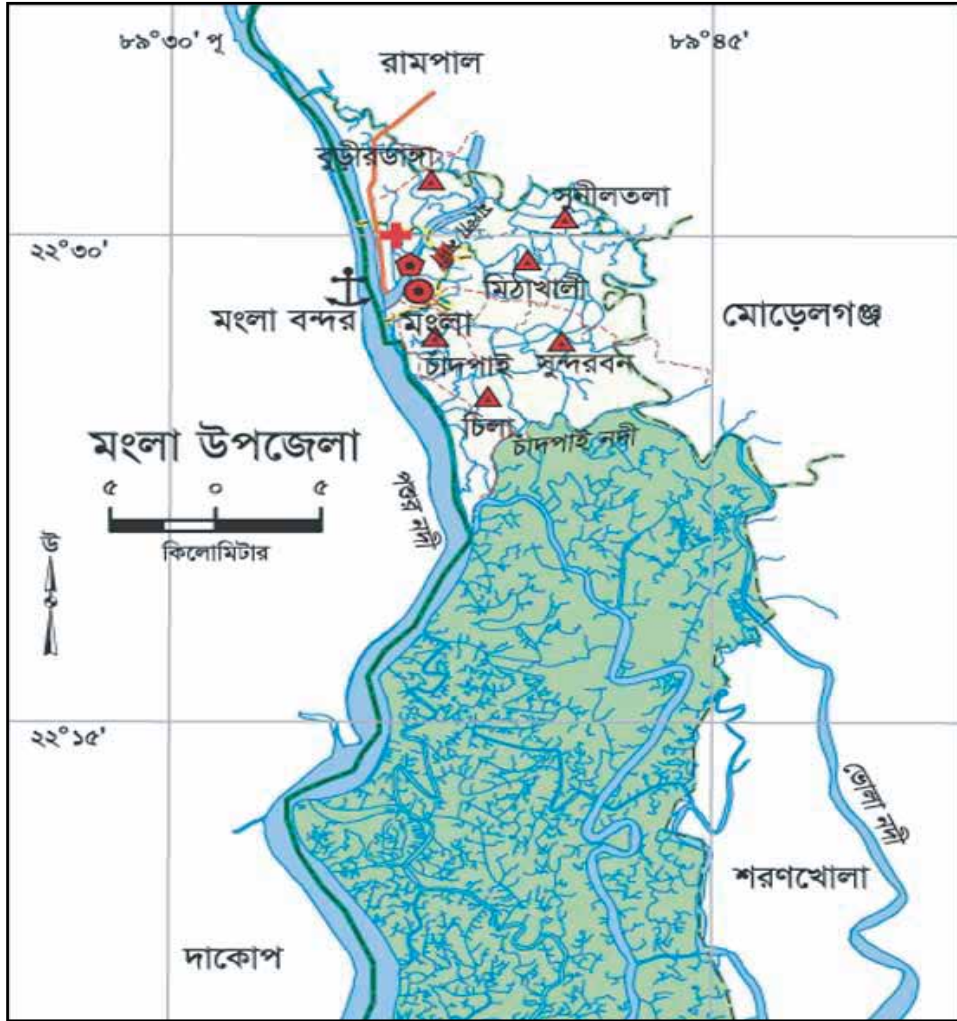 ৮৯°৩০' পূ
৮৯°৪৫'
রামপাল
বুড়ীরডাঙ্গা
সুনীলতলা
মংলা নদী
২২°৩০'
মিঠাখালী
মংলা বন্দর
মংলা
মোড়েলগঞ্জ
চাঁদপাই
সুন্দরবন
চিলা
চাঁদপাই নদী
মংলা উপজেলা
৫ ০ ৫
কিলোমিটার
পশুর নদী
উ
২২°১৫'
ভোলা নদী
শরণখোলা
দাকোপ